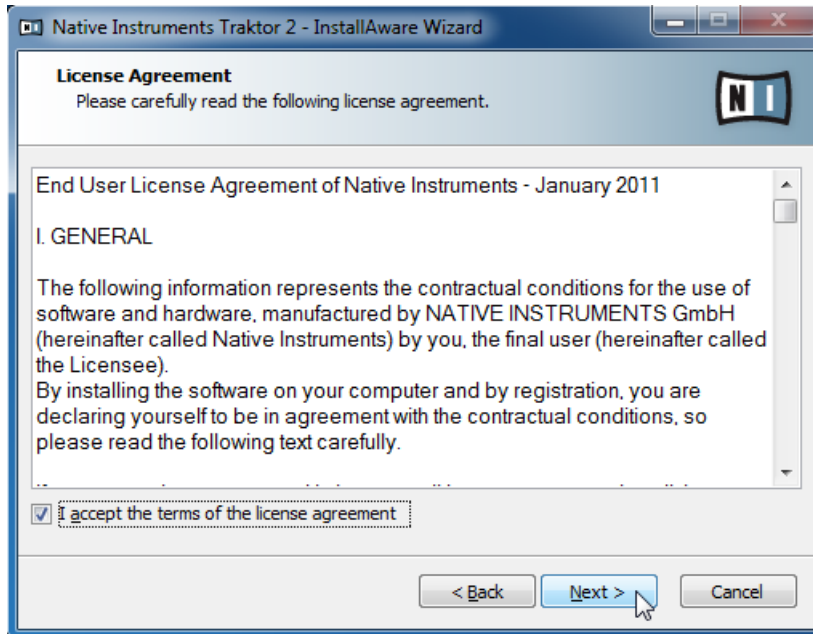 Native Instruments Traktor 2 - InstallAware Wizard
License Agreement
Please carefully read the following license agreement.
N I
End User License Agreement of Native Instruments - January 2011
I. GENERAL
The following information represents the contractual conditions for the use of
software and hardware, manufactured by NATIVE INSTRUMENTS GmbH
(hereinafter called Native Instruments) by you, the final user (hereinafter called
the Licensee).
By installing the software on your computer and by registration, you are
declaring yourself to be in agreement with the contractual conditions, so
please read the following text carefully.
I accept the terms of the license agreement
< Back Next > Cancel